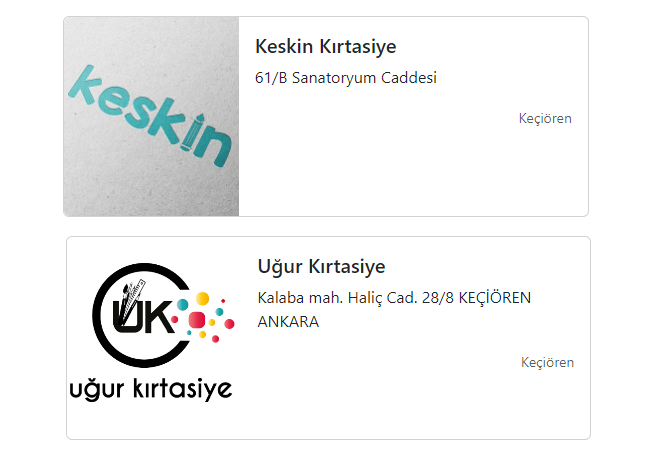 keskin
Keskin Kırtasiye
61/B Sanatoryum Caddesi
Keçiören
UK
uğur kırtasiye
Uğur Kırtasiye
Kalaba mah. Haliç Cad. 28/8 KEÇİÖREN
ANKARA
Keçiören